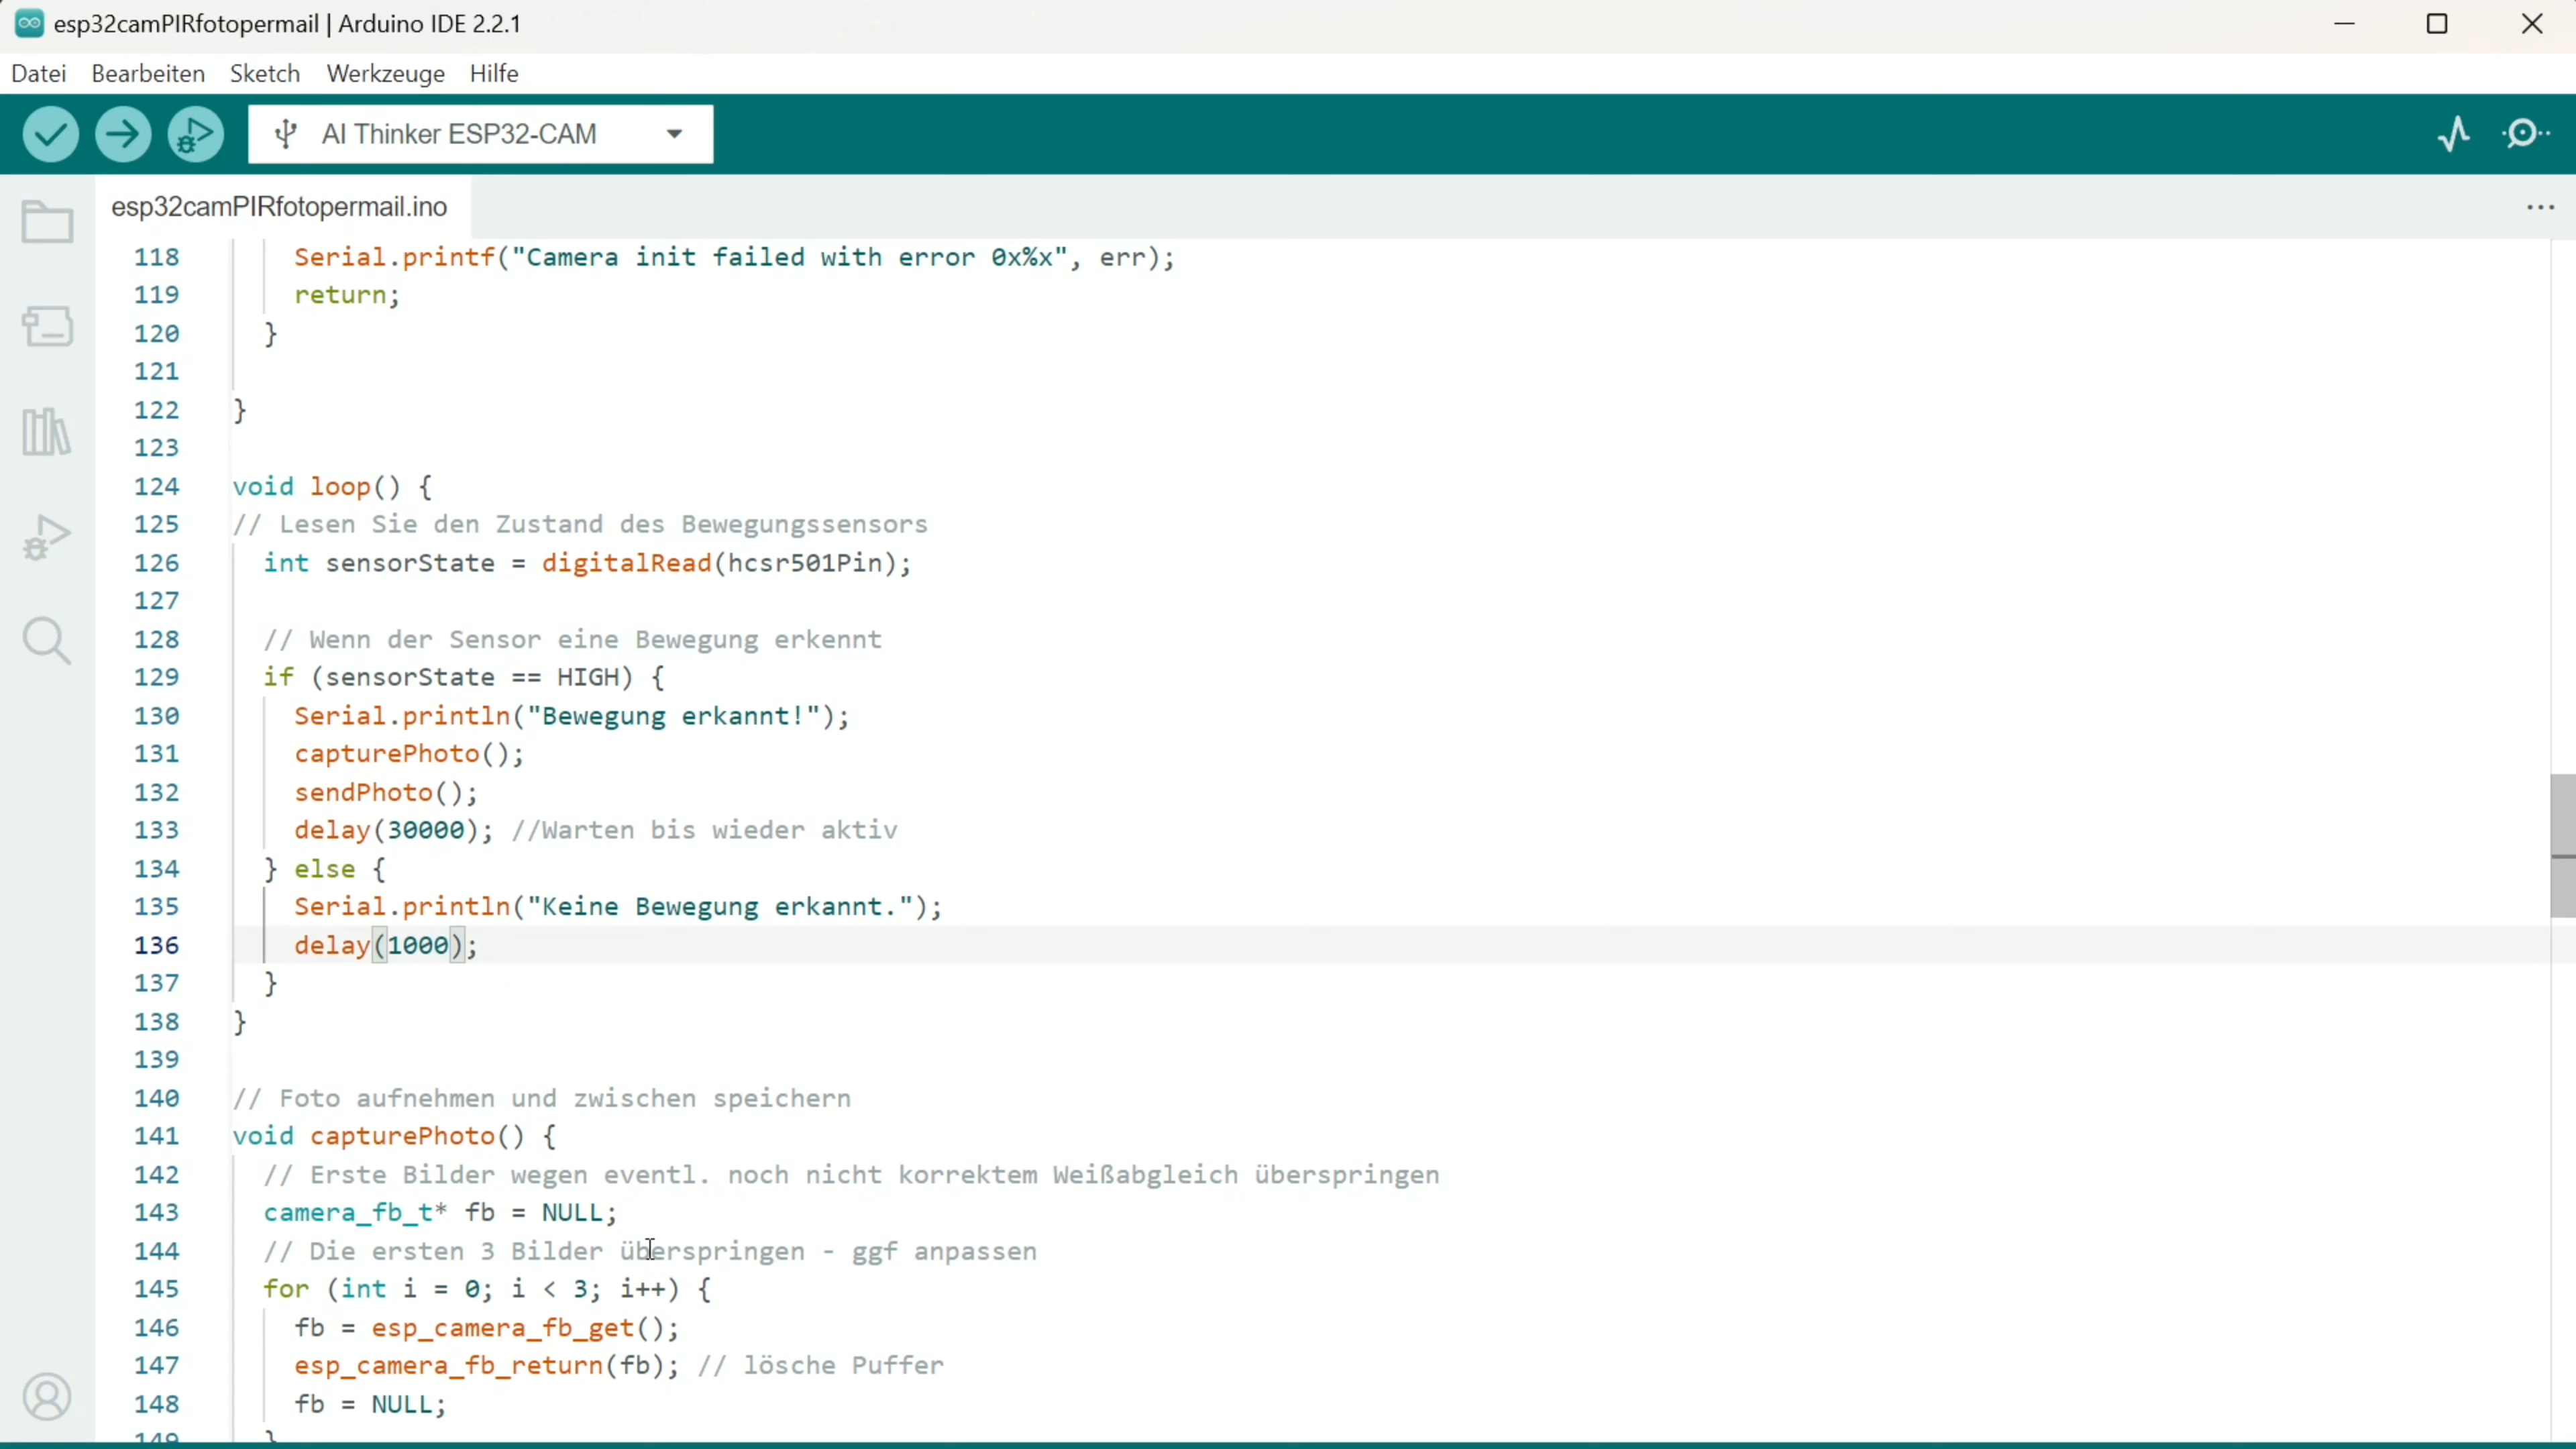 esp32camPIRfotopermail | Arduino IDE 2.2.1
Datei Bearbeiten Sketch Werkzeuge Hilfe
AI Thinker ESP32-CAM
esp32camPIRfotopermail.ino
118 Serial.printf("Camera init failed with error 0x%x", err);
119 return;
120 }
121
122 }
123
124 void loop() {
125 // Lesen Sie den Zustand des Bewegungssensors
126 int sensorState = digitalRead(hcsr501Pin);
127
128 // Wenn der Sensor eine Bewegung erkennt
129 if (sensorState == HIGH) {
130 Serial.println("Bewegung erkannt!");
131 capturePhoto();
132 sendPhoto();
133 delay(30000); //Warten bis wieder aktiv
134 } else {
135 Serial.println("Keine Bewegung erkannt.");
136 delay(1000);
137 }
138 }
139
140 // Foto aufnehmen und zwischen speichern
141 void capturePhoto() {
142 // Erste Bilder wegen eventl. noch nicht korrektem Weißabgleich überspringen
143 camera_fb_t* fb = NULL;
144 // Die ersten 3 Bilder überspringen - ggf anpassen
145 for (int i = 0; i < 3; i++) {
146 fb = esp_camera_fb_get();
147 esp_camera_fb_return(fb); // lösche Puffer
148 fb = NULL;
149 }